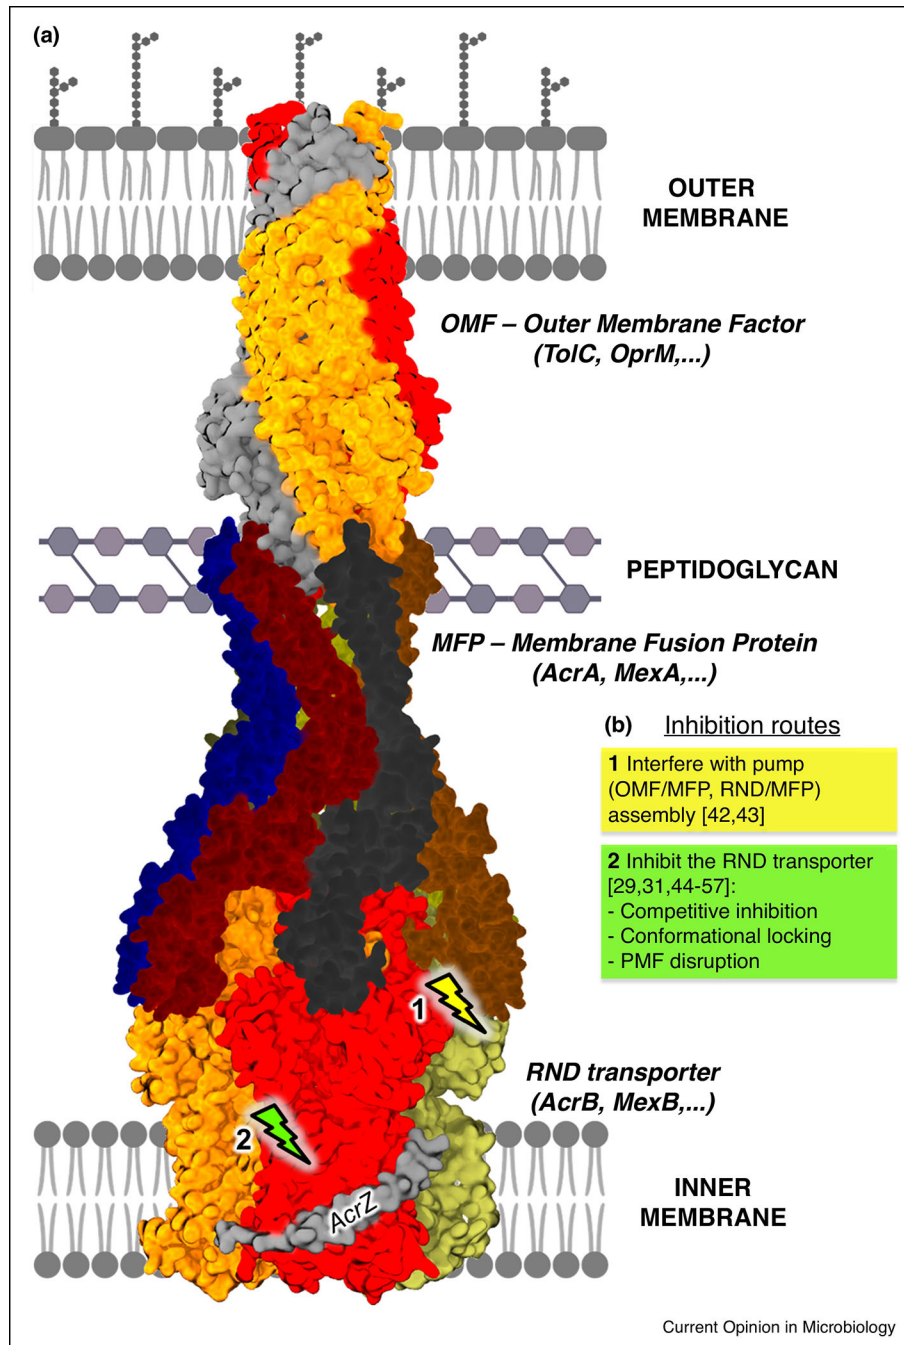 (a)
OUTER
MEMBRANE
OMF – Outer Membrane Factor
(TolC, OprM,...)
PEPTIDOGLYCAN
MFP – Membrane Fusion Protein
(AcrA, MexA,...)
(b) Inhibition routes
1 Interfere with pump
(OMF/MFP, RND/MFP)
assembly [42,43]
2 Inhibit the RND transporter
[29,31,44-57]:
- Competitive inhibition
- Conformational locking
- PMF disruption
1
RND transporter
(AcrB, MexB,...)
2
AcrZ
INNER
MEMBRANE
Current Opinion in Microbiology